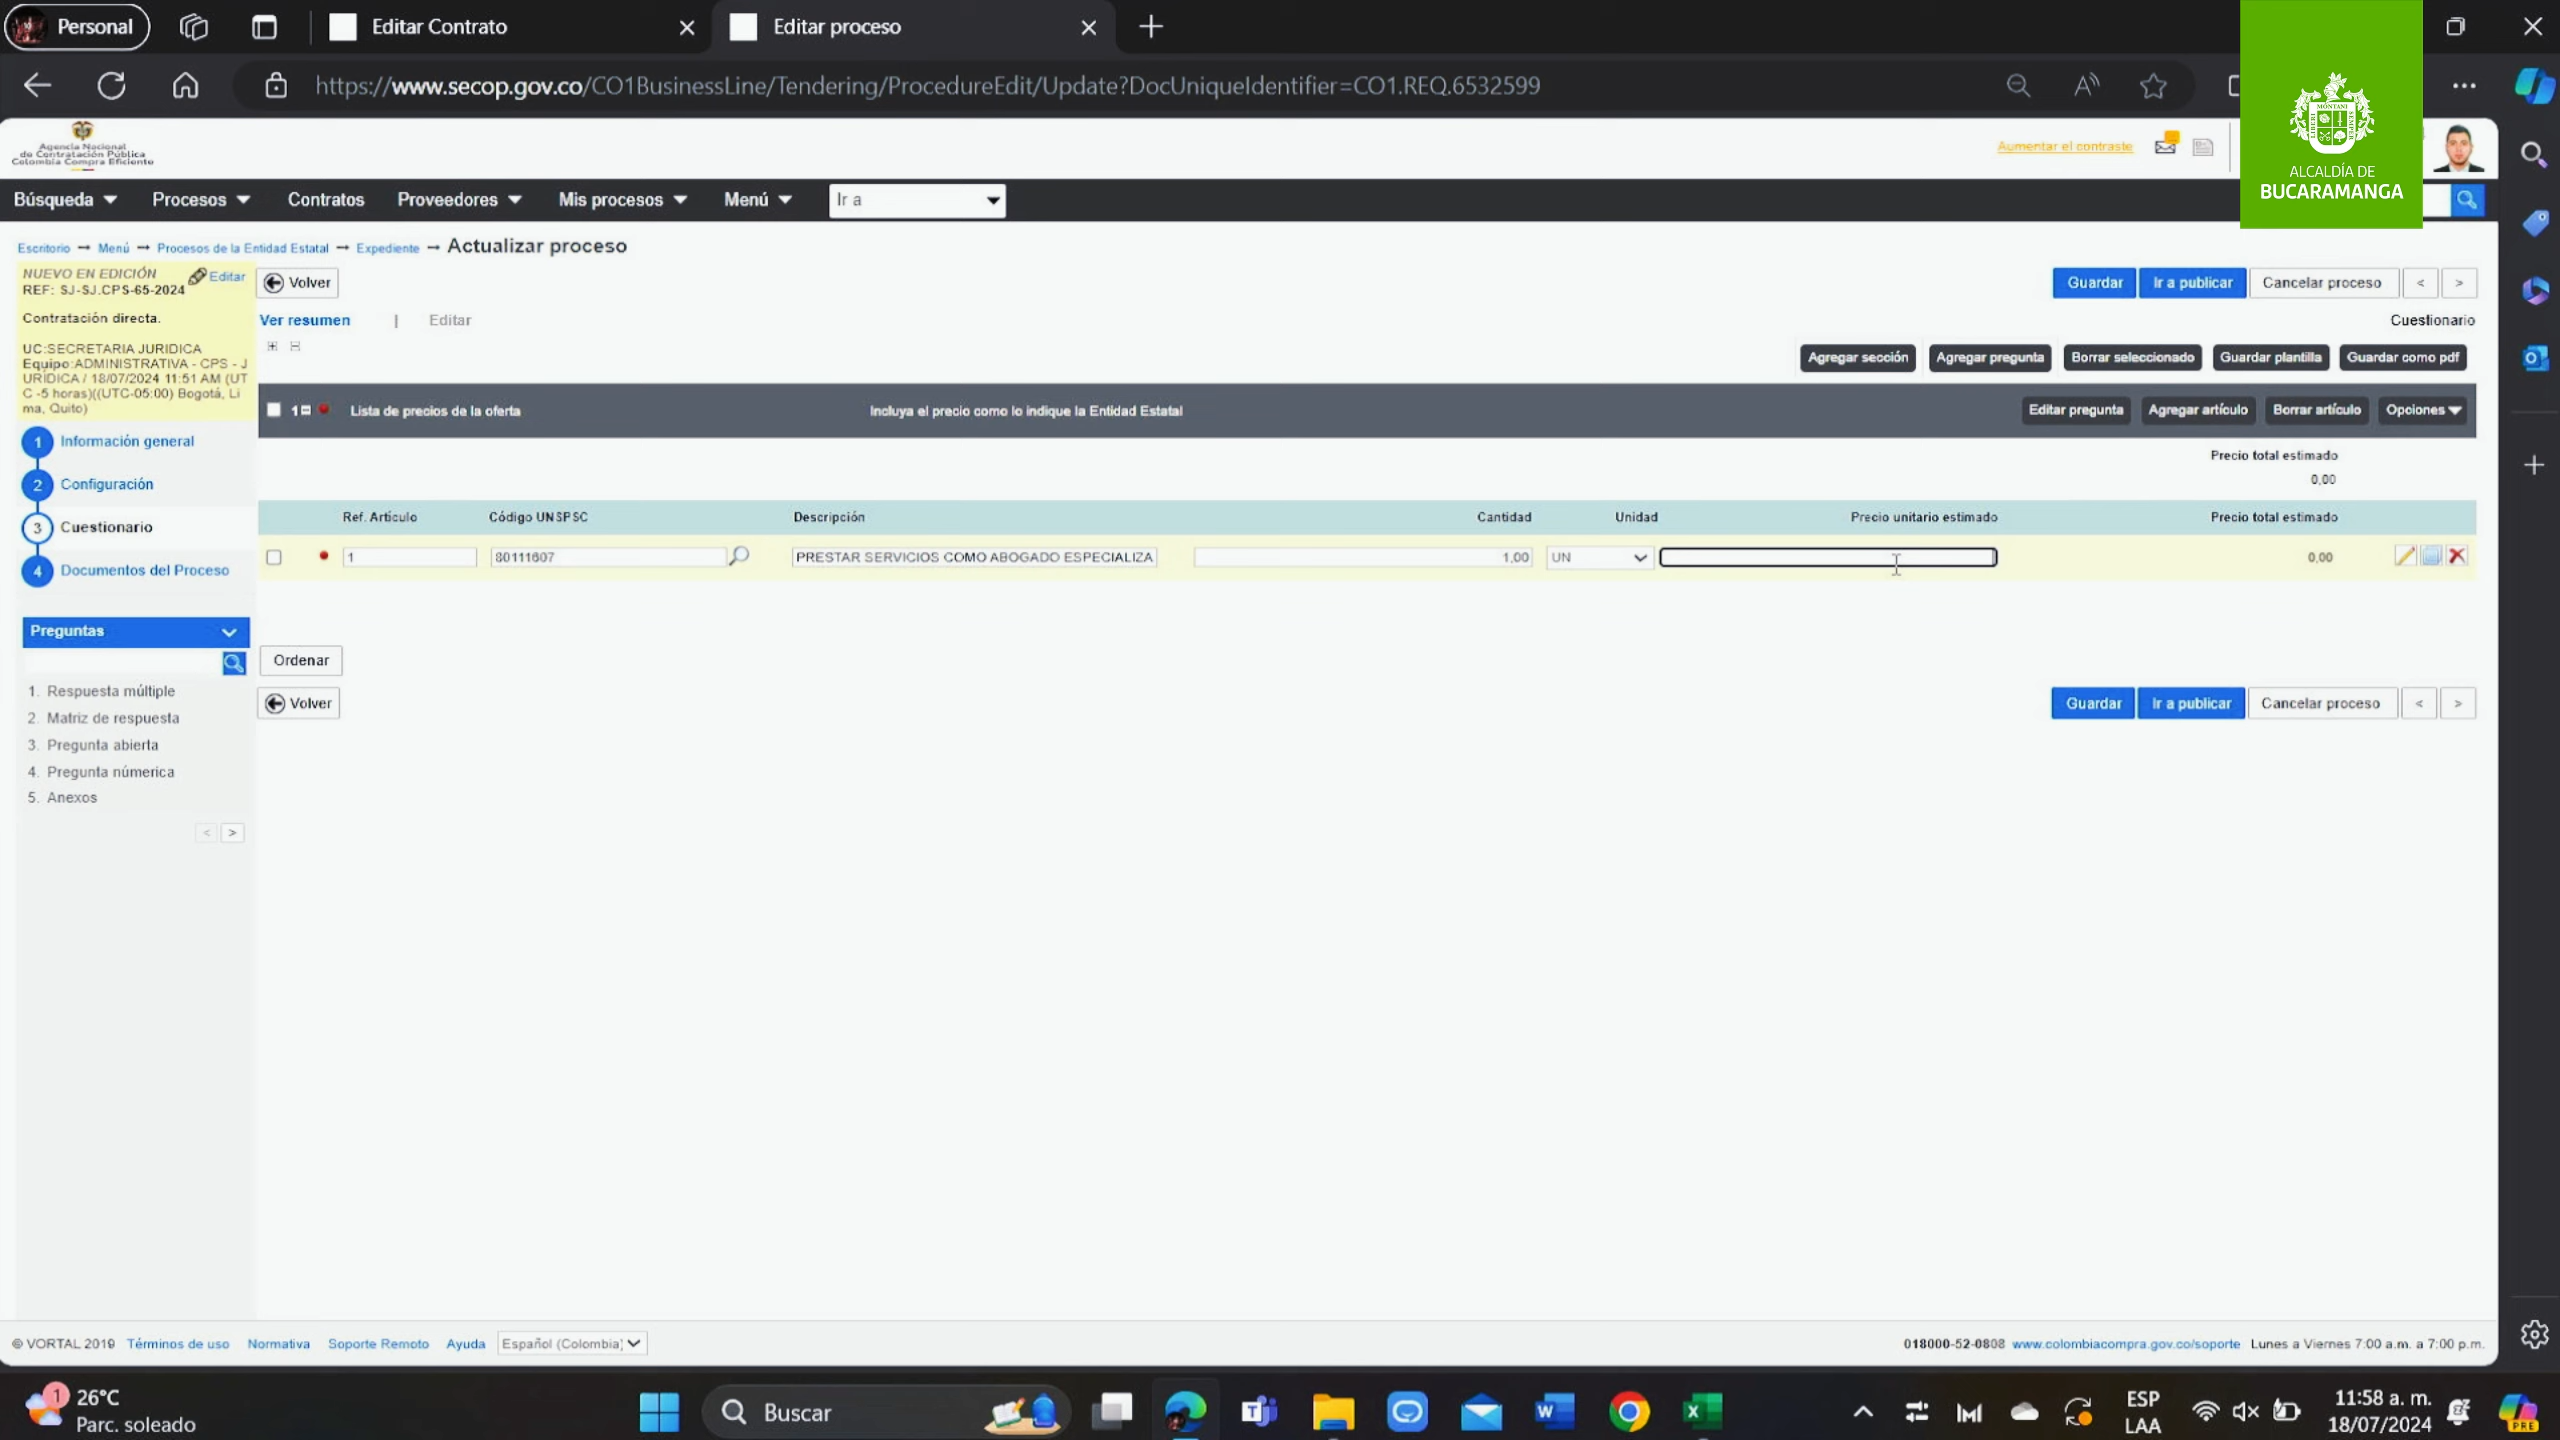 Personal
Editar Contrato
Editar proceso
https://www.secop.gov.co/CO1BusinessLine/Tendering/ProcedureEdit/Update?DocUniqueIdentifier=CO1.REQ.6532599
ALCALDÍA DE
BUCARAMANGA
Agencia Nacional
de Contratación Pública
Colombia Compra Eficiente
Aumentar el contraste
Búsqueda
Procesos
Contratos
Proveedores
Mis procesos
Menú
Ir a
Escritorio → Menú → Procesos de la Entidad Estatal → Expediente → Actualizar proceso
NUEVO EN EDICIÓN
Editar
REF: SJ-SJ.CPS-65-2024
Contratación directa.
UC:SECRETARIA JURIDICA
Equipo:ADMINISTRATIVA - CPS - J
URÍDICA / 18/07/2024 11:51 AM (UT
C -5 horas)((UTC-05:00) Bogotá, Li
ma, Quito)
1 Información general
2 Configuración
3 Cuestionario
4 Documentos del Proceso
Preguntas
1. Respuesta múltiple
2. Matriz de respuesta
3. Pregunta abierta
4. Pregunta númerica
5. Anexos
< >
Volver
Guardar
Ir a publicar
Cancelar proceso
< >
Ver resumen | Editar
Cuestionario
Agregar sección
Agregar pregunta
Borrar seleccionado
Guardar plantilla
Guardar como pdf
1
Lista de precios de la oferta
Incluya el precio como lo indique la Entidad Estatal
Editar pregunta
Agregar artículo
Borrar artículo
Opciones
Precio total estimado
0,00
Ref. Artículo
Código UNSPSC
Descripción
Cantidad
Unidad
Precio unitario estimado
Precio total estimado
1
80111607
PRESTAR SERVICIOS COMO ABOGADO ESPECIALIZA
1,00
UN
0,00
Ordenar
Volver
Guardar
Ir a publicar
Cancelar proceso
< >
© VORTAL 2019
Términos de uso
Normativa
Soporte Remoto
Ayuda
Español (Colombia)
018000-52-0808 www.colombiacompra.gov.co/soporte Lunes a Viernes 7:00 a.m. a 7:00 p.m.
1
26°C
Parc. soleado
Buscar
ESP
LAA
11:58 a. m.
18/07/2024
PRE